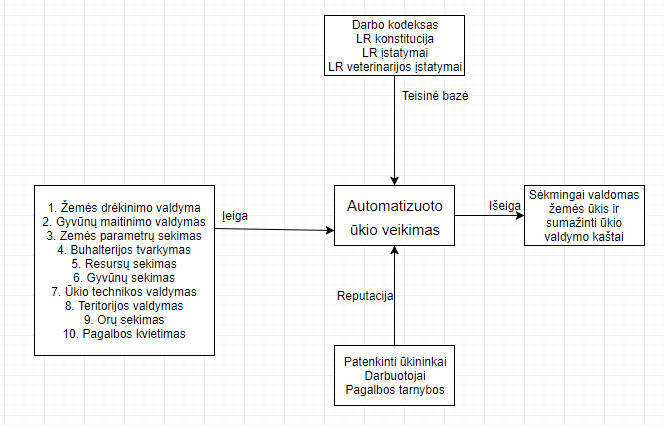 Darbo kodeksas
LR konstitucija
LR įstatymai
LR veterinarijos įstatymai
Teisinė bazė
1. Žemės drėkinimo valdyma
2. Gyvūnų maitinimo valdymas
3. Zemės parametrų sekimas
4. Buhalterijos tvarkymas
5. Resursų sekimas
6. Gyvūnų sekimas
7. Ūkio technikos valdymas
8. Teritorijos valdymas
9. Orų sekimas
10. Pagalbos kvietimas
Įeiga
Automatizuoto
ūkio veikimas
Išeiga
Sėkmingai valdomas
žemės ūkis ir
sumažinti ūkio
valdymo kaštai
Reputacija
Patenkinti ūkininkai
Darbuotojai
Pagalbos tarnybos